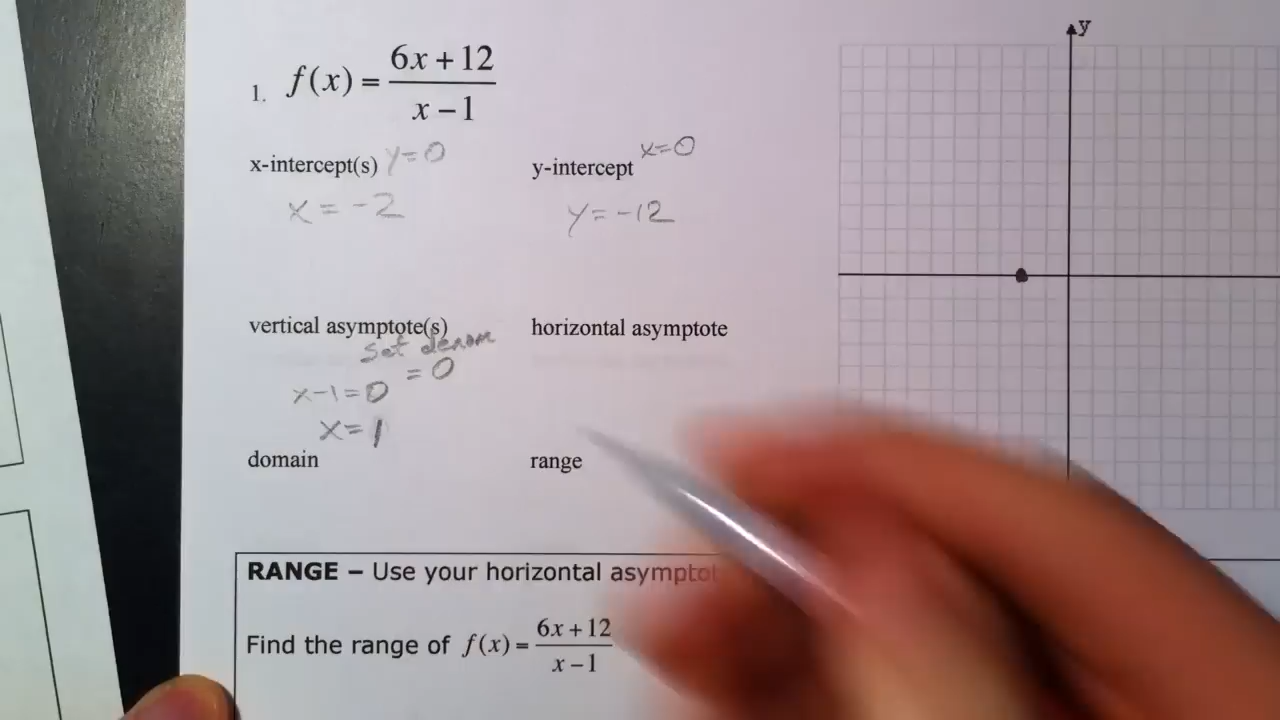 y
1. f(x) = (6x + 12)/(x − 1)
x-intercept(s) y=0
y-intercept x=0
x = -2
y = -12
vertical asymptote(s)
horizontal asymptote
set denom
= 0
x-1=0
x=1
domain
range
RANGE – Use your horizontal
Find the range of f(x) = (6x + 12)/(x − 1)